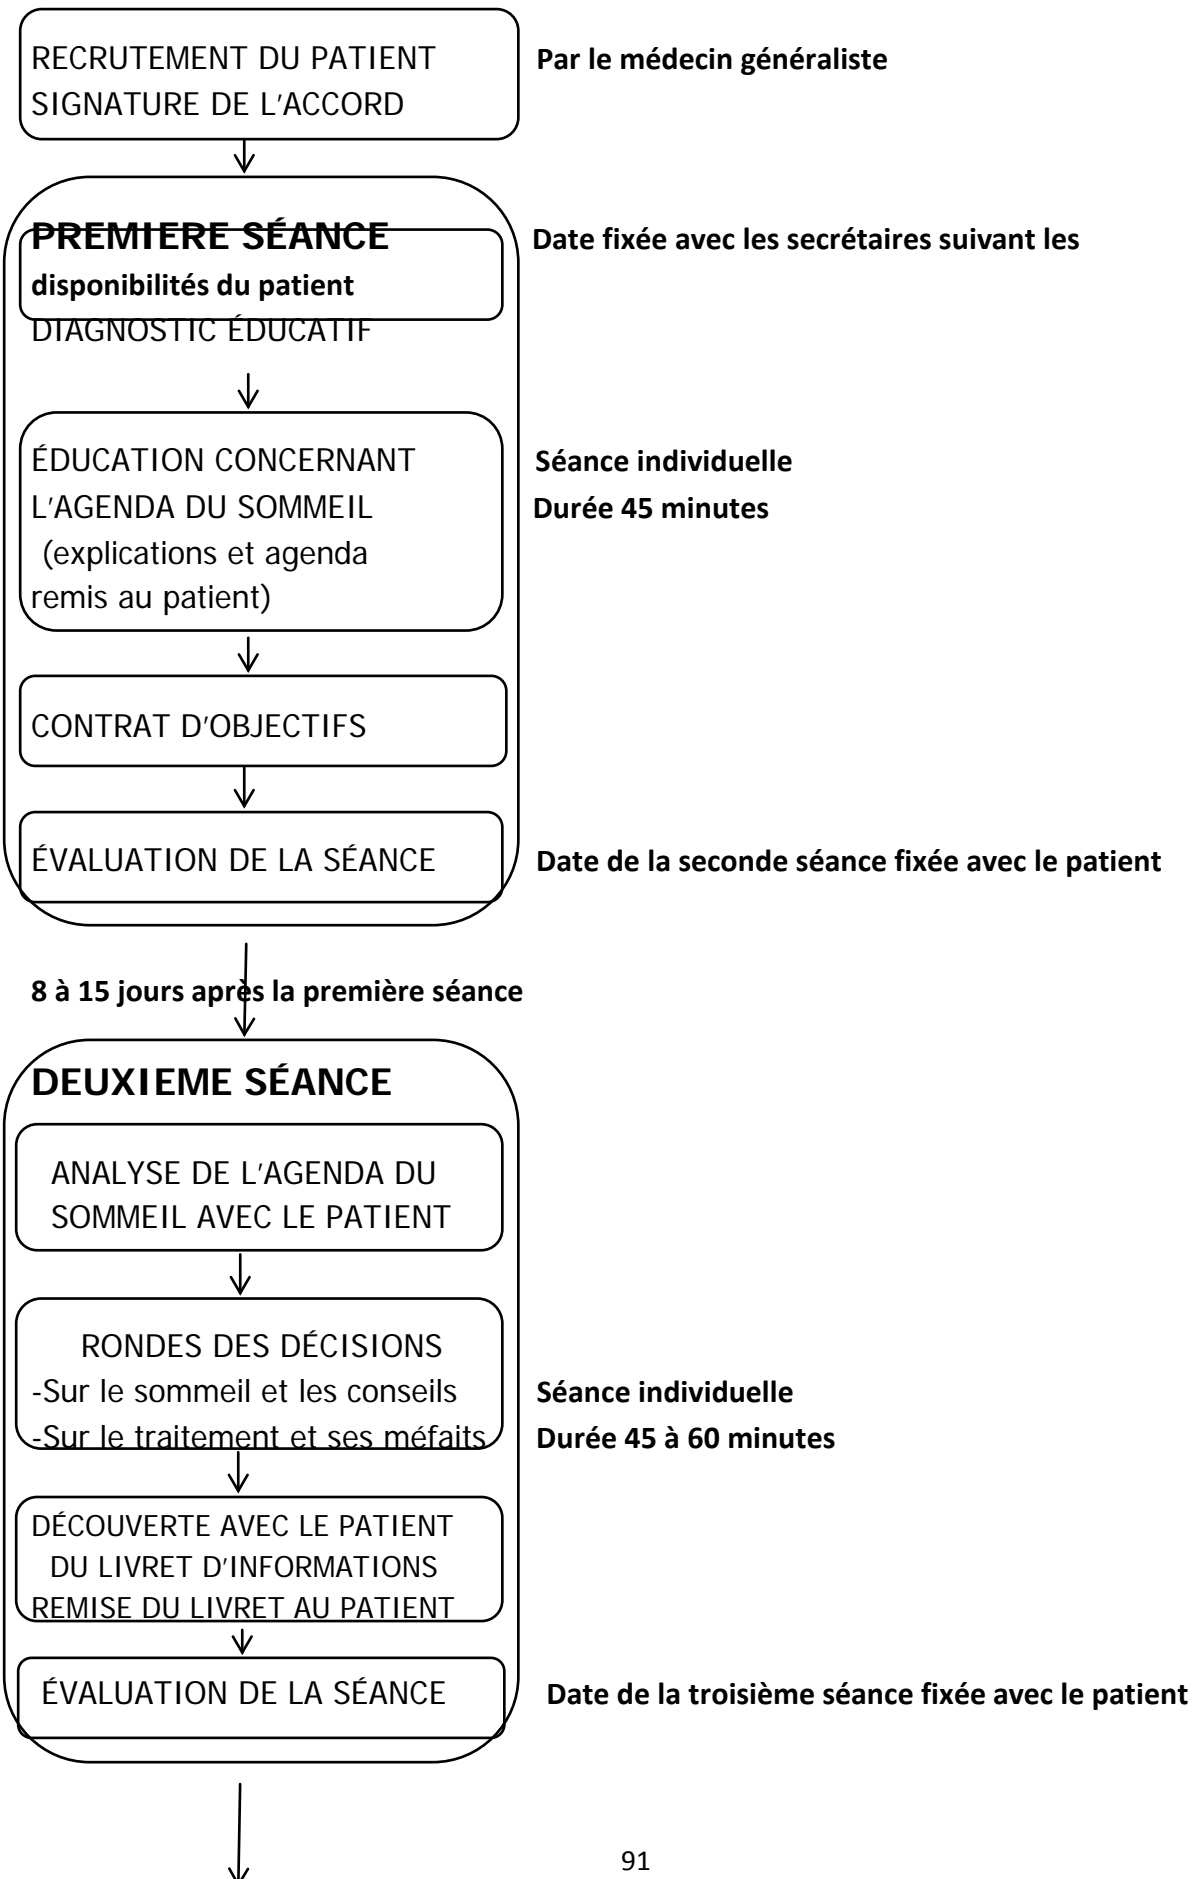 RECRUTEMENT DU PATIENT Par le médecin généraliste
SIGNATURE DE L'ACCORD
PREMIERE SÉANCE Date fixée avec les secrétaires suivant les
disponibilités du patient
DIAGNOSTIC ÉDUCATIF
ÉDUCATION CONCERNANT Séance individuelle
L'AGENDA DU SOMMEIL Durée 45 minutes
(explications et agenda
remis au patient)
CONTRAT D'OBJECTIFS
ÉVALUATION DE LA SÉANCE Date de la seconde séance fixée avec le patient
8 à 15 jours après la première séance
DEUXIEME SÉANCE
ANALYSE DE L'AGENDA DU
SOMMEIL AVEC LE PATIENT
RONDES DES DÉCISIONS
-Sur le sommeil et les conseils Séance individuelle
-Sur le traitement et ses méfaits Durée 45 à 60 minutes
DÉCOUVERTE AVEC LE PATIENT
DU LIVRET D'INFORMATIONS
REMISE DU LIVRET AU PATIENT
ÉVALUATION DE LA SÉANCE Date de la troisième séance fixée avec le patient
91